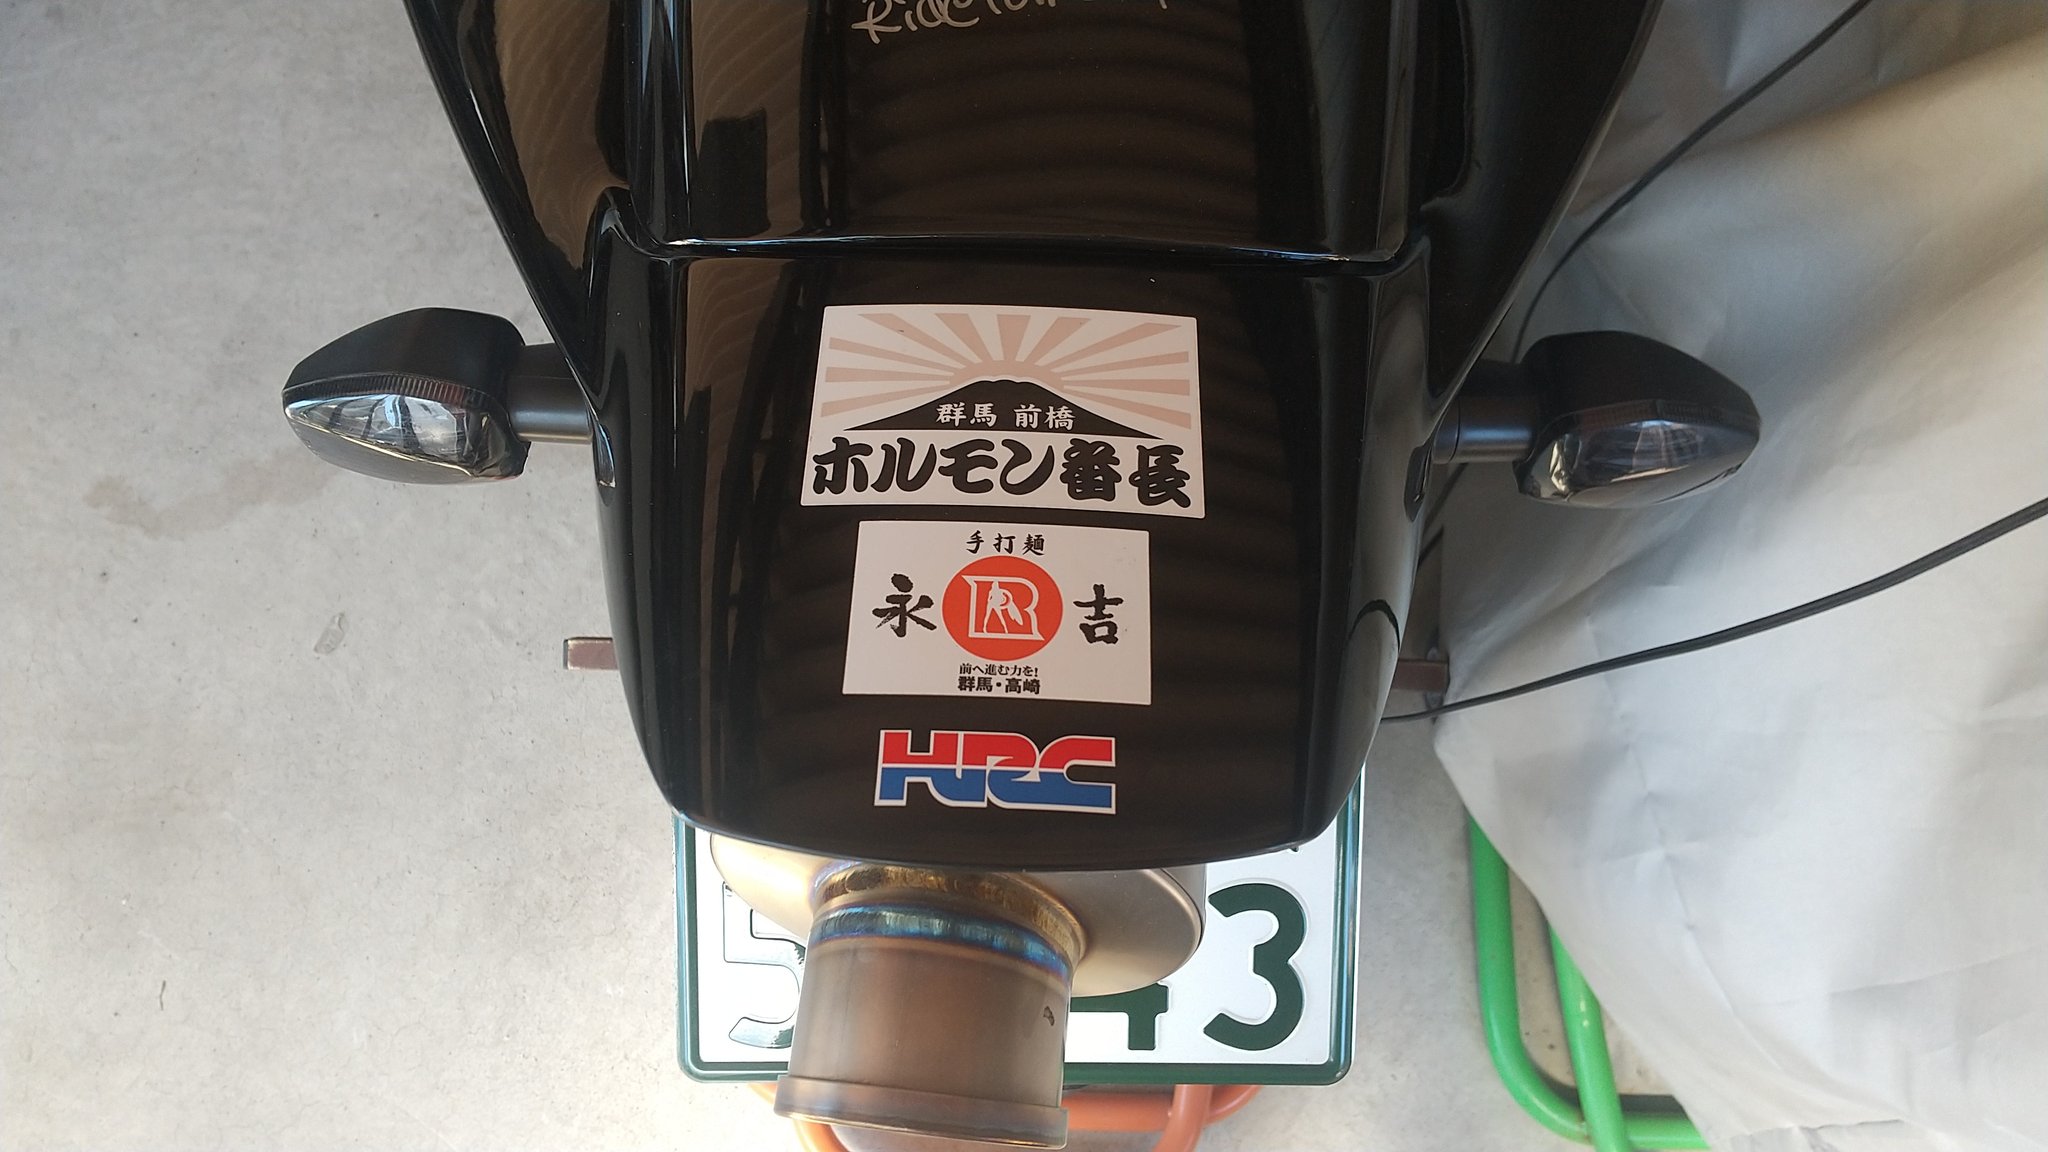 群馬 前橋
ホルモン番長
手打麺
永 R 吉
前へ進む力を!
群馬・高崎
HRC
3